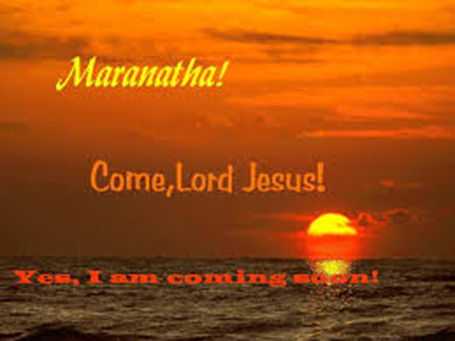 Maranatha!
Come,Lord Jesus!
Yes, I am coming soon!